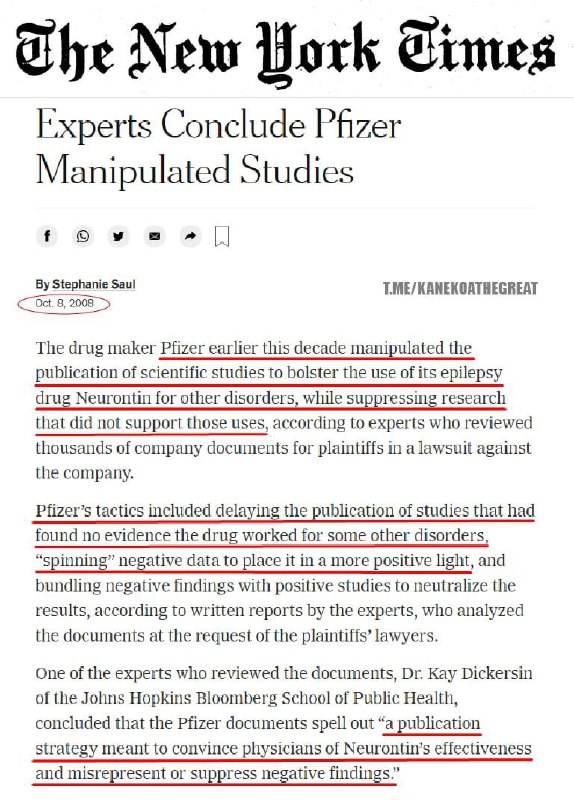 The New York Times
Experts Conclude Pfizer
Manipulated Studies
By Stephanie Saul
Oct. 8, 2008
T.ME/KANEKOATHEGREAT
The drug maker Pfizer earlier this decade manipulated the
publication of scientific studies to bolster the use of its epilepsy
drug Neurontin for other disorders, while suppressing research
that did not support those uses, according to experts who reviewed
thousands of company documents for plaintiffs in a lawsuit against
the company.
Pfizer’s tactics included delaying the publication of studies that had
found no evidence the drug worked for some other disorders,
“spinning” negative data to place it in a more positive light, and
bundling negative findings with positive studies to neutralize the
results, according to written reports by the experts, who analyzed
the documents at the request of the plaintiffs’ lawyers.
One of the experts who reviewed the documents, Dr. Kay Dickersin
of the Johns Hopkins Bloomberg School of Public Health,
concluded that the Pfizer documents spell out “a publication
strategy meant to convince physicians of Neurontin’s effectiveness
and misrepresent or suppress negative findings.”